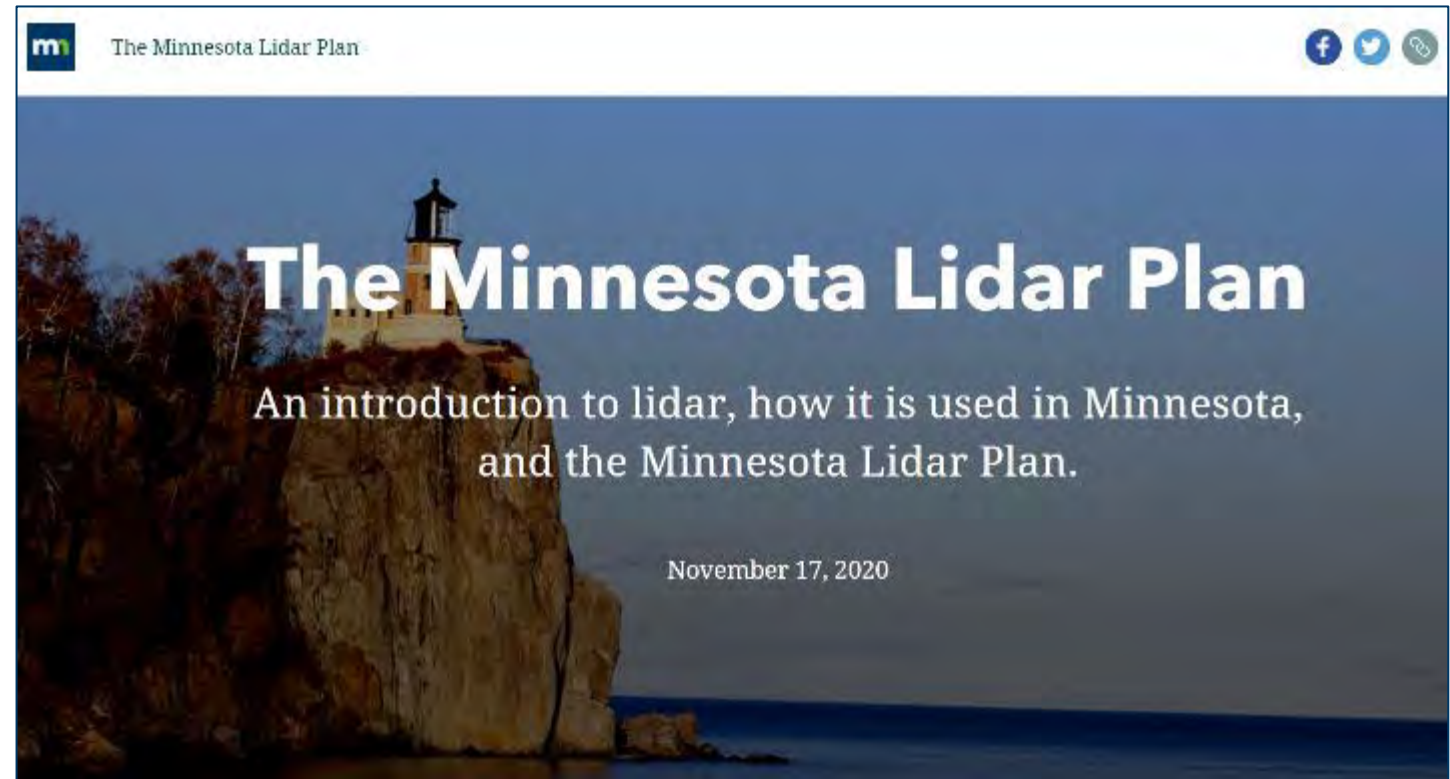 mn
The Minnesota Lidar Plan
The Minnesota Lidar Plan
An introduction to lidar, how it is used in Minnesota,
and the Minnesota Lidar Plan.
November 17, 2020